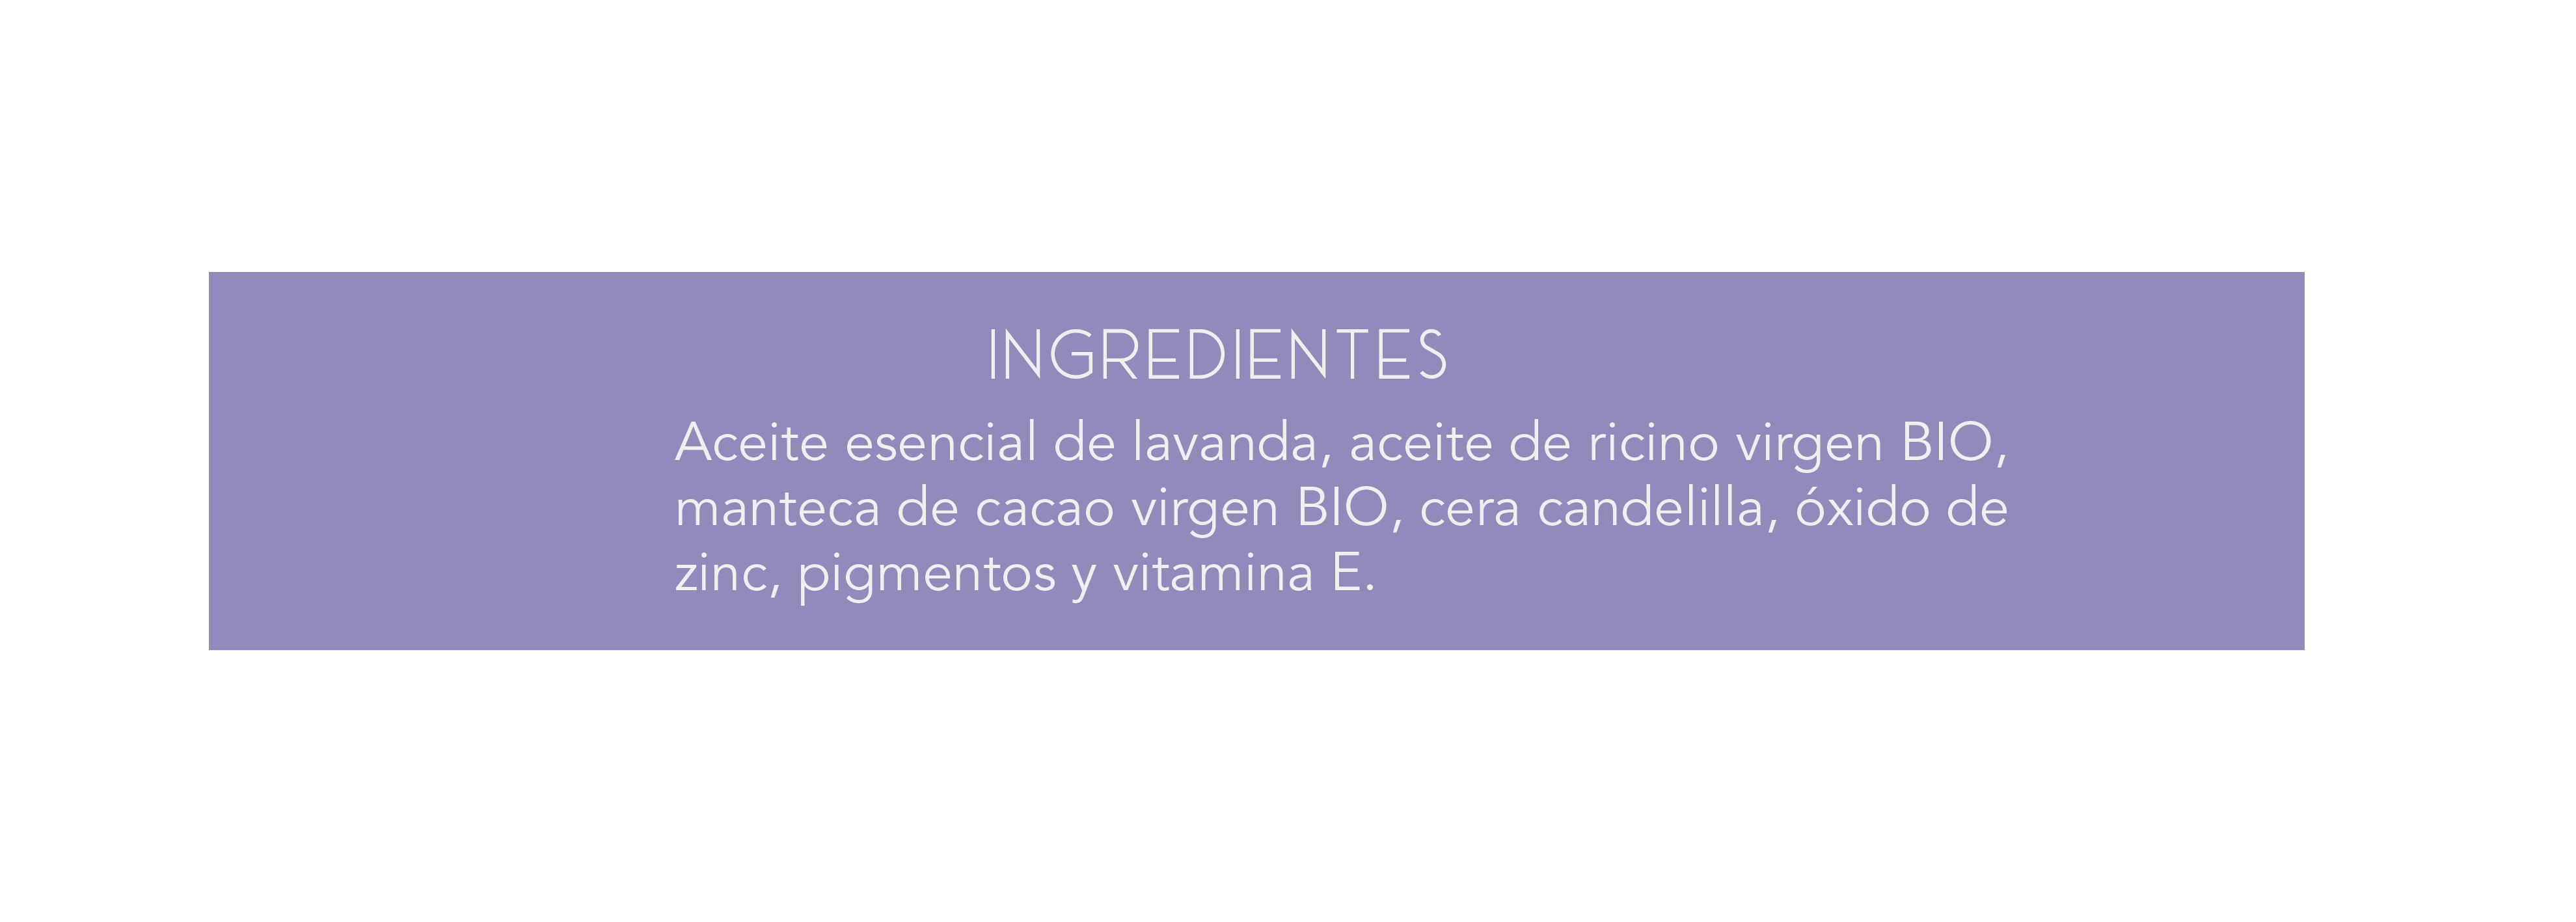 INGREDIENTES
Aceite esencial de lavanda, aceite de ricino virgen BIO,
manteca de cacao virgen BIO, cera candelilla, óxido de
zinc, pigmentos y vitamina E.